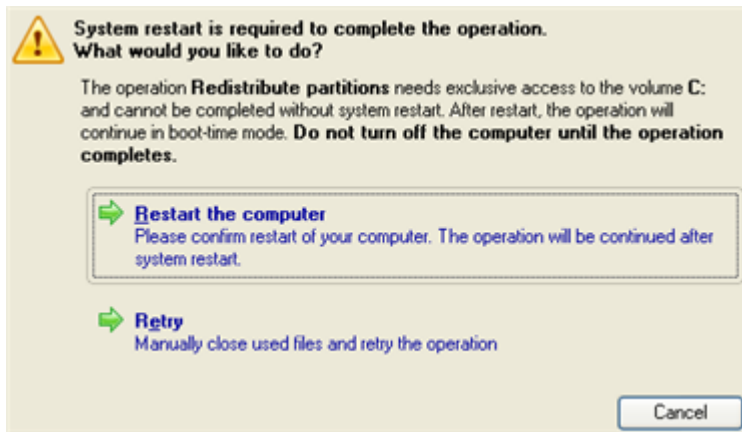 System restart is required to complete the operation.
What would you like to do?
The operation Redistribute partitions needs exclusive access to the volume C:
and cannot be completed without system restart. After restart, the operation will
continue in boot-time mode. Do not turn off the computer until the operation
completes.
Restart the computer
Please confirm restart of your computer. The operation will be continued after
system restart.
Retry
Manually close used files and retry the operation
Cancel